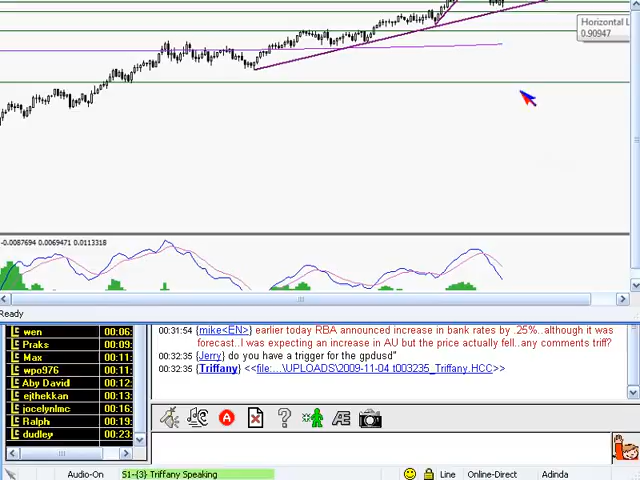 Horizontal L
0.90947
-0.0087694 0.0069471 0.0113318
Ready
wen 00:06:
Praks 00:09:
Max 00:11:
wpo976 00:11:
Aby David 00:12:
ejthekkan 00:13:
jocelynlmc 00:16:
Ralph 00:19:
dudley 00:23:
00:31:54 {mike<EN>} earlier today RBA announced increase in bank rates by .25%..although it was
forecast..I was expecting an increase in AU but the price actually fell..any comments triff?
00:32:35 {Jerry} do you have a trigger for the gpdusd"
00:32:35 {Triffany} <<file:...\UPLOADS\2009-11-04 t003235_Triffany.HCC>>
A
?
Æ
Audio-On
S1-{3} Triffany Speaking
Line
Online-Direct
Adinda